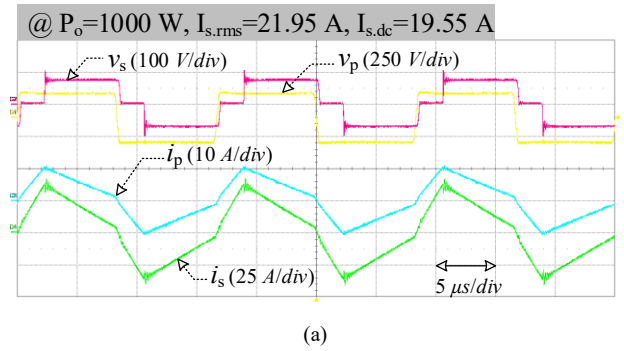 @ Pₒ=1000 W, Iₛ.ᵣₘₛ=21.95 A, I_s.dc=19.55 A
vₛ (100 V/div)
vₚ (250 V/div)
iₚ (10 A/div)
iₛ (25 A/div)
5 μs/div
(a)